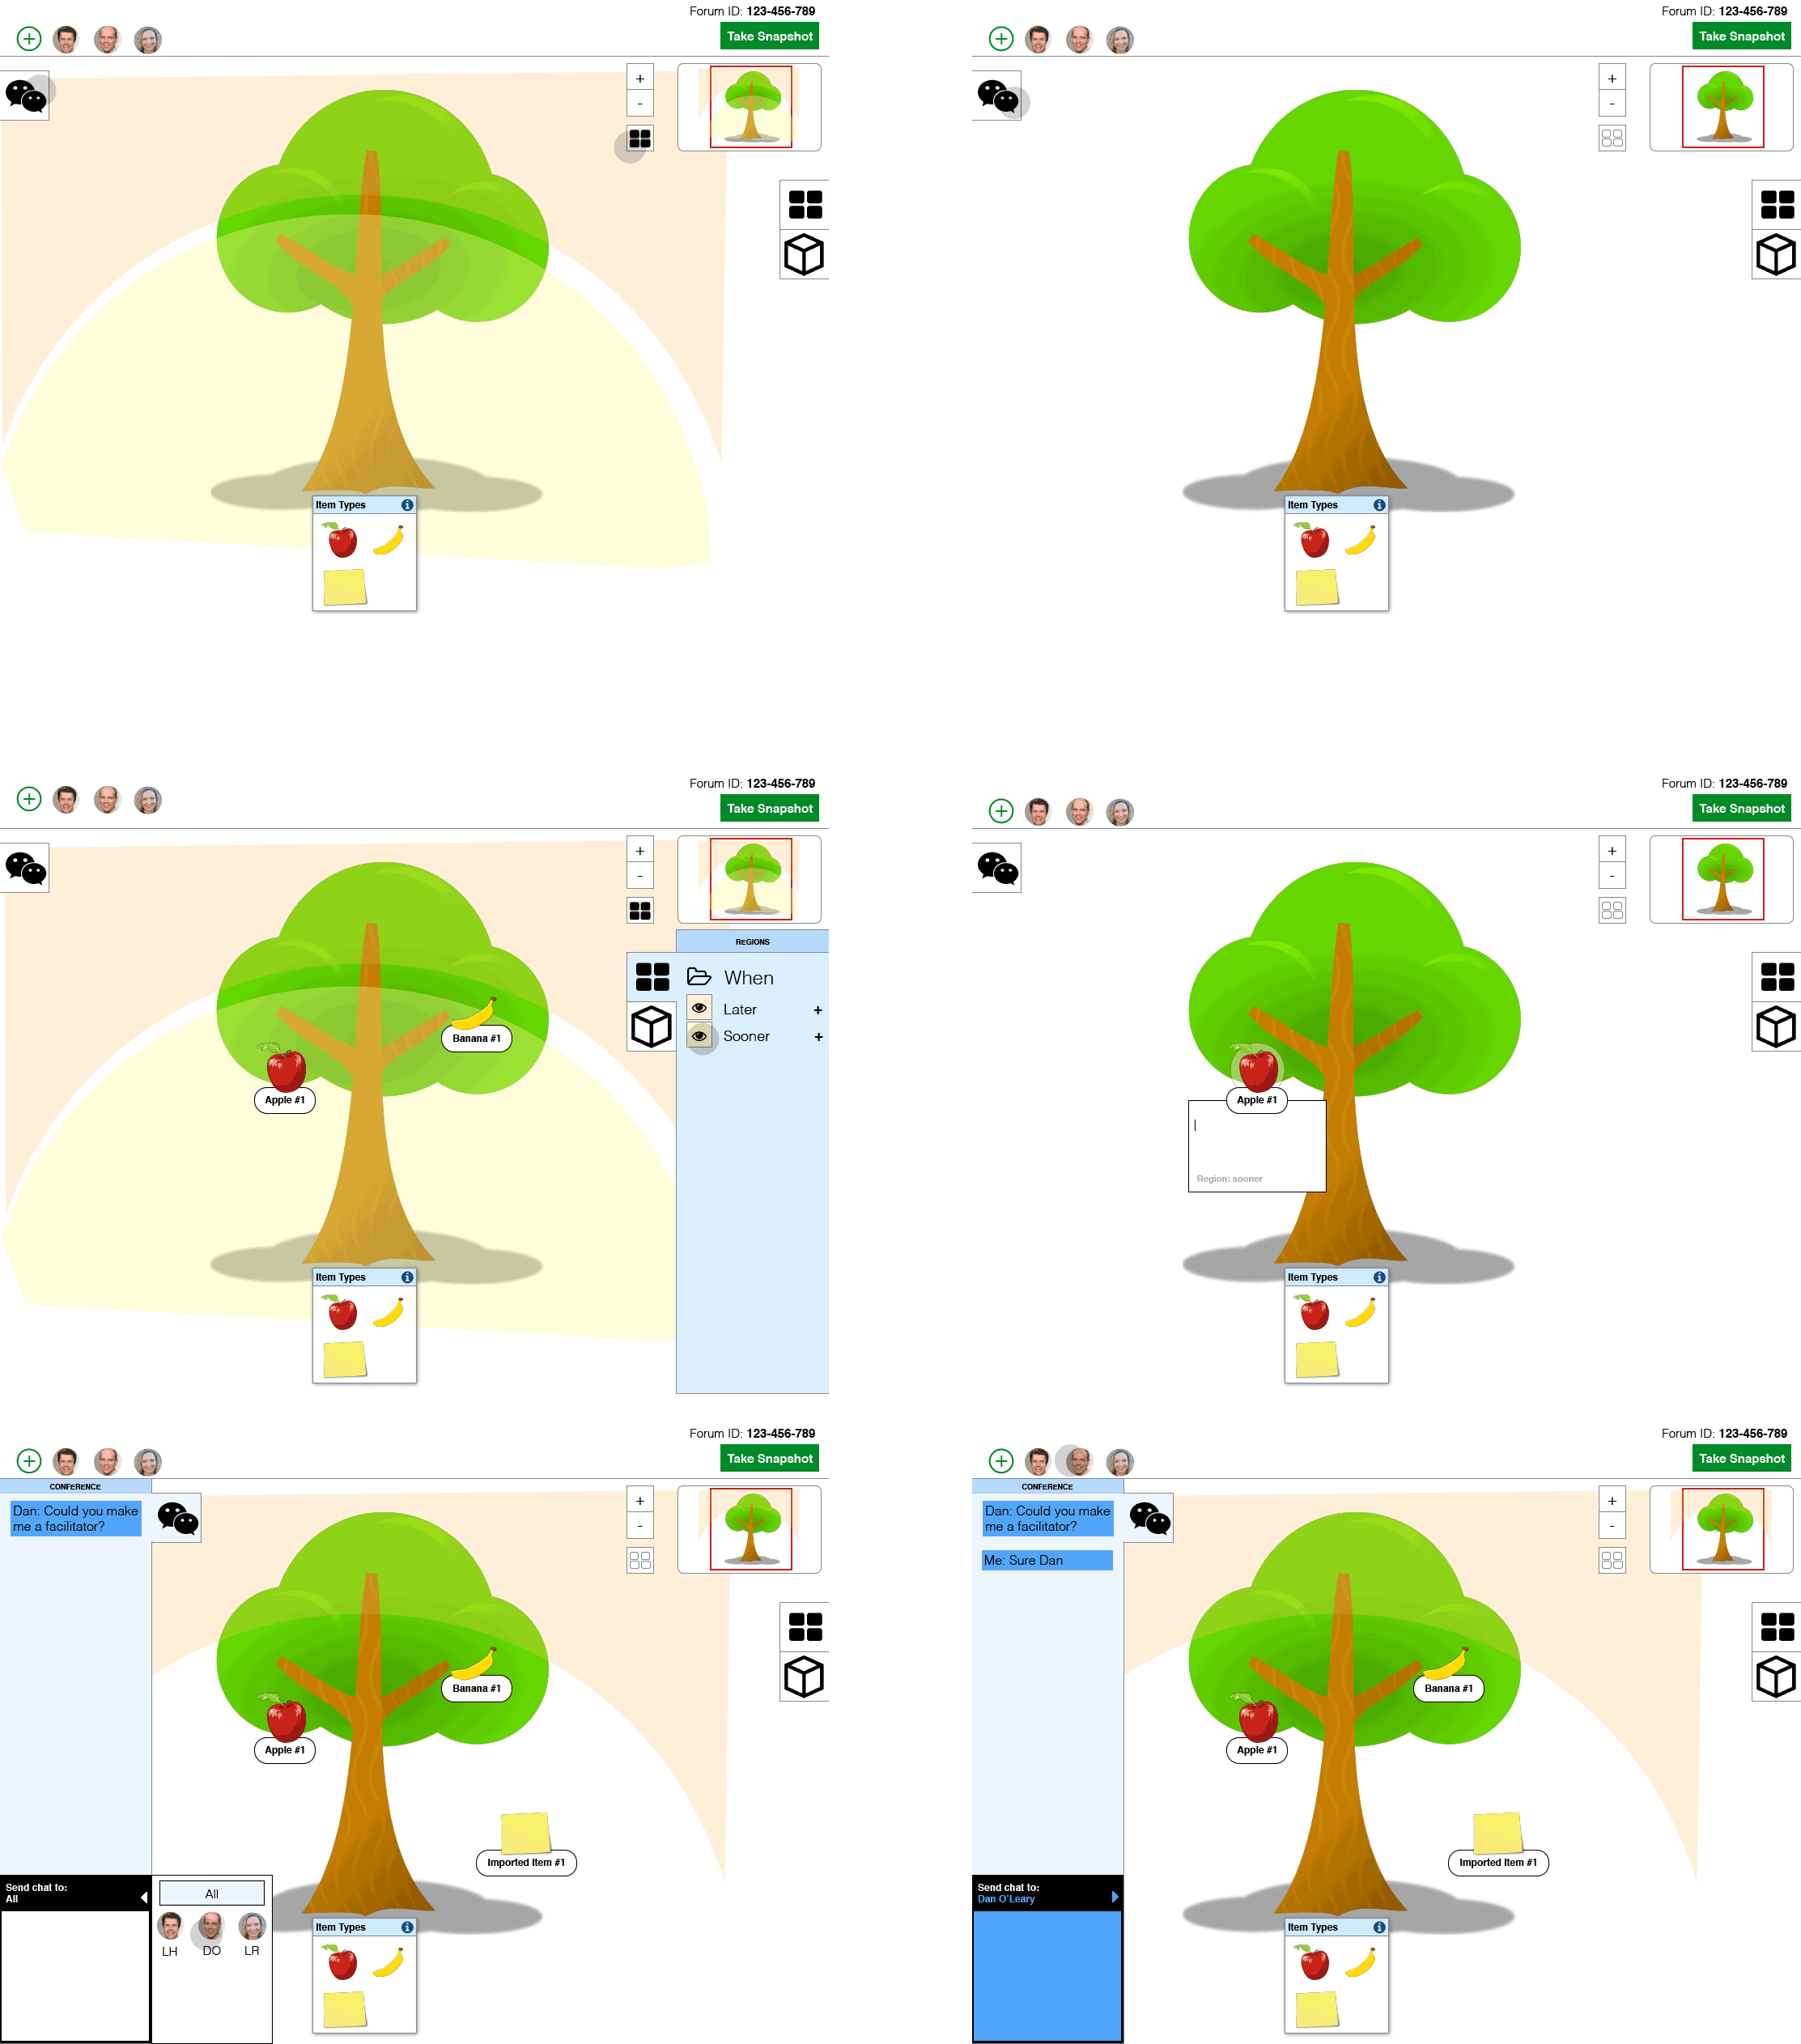 Forum ID: 123-456-789
Take Snapshot
+
-
Item Types
Forum ID: 123-456-789
Take Snapshot
+
-
Item Types
Forum ID: 123-456-789
Take Snapshot
+
-
REGIONS
When
Later +
Sooner +
Banana #1
Apple #1
Item Types
Forum ID: 123-456-789
Take Snapshot
+
-
Apple #1
Region: sooner
Item Types
Forum ID: 123-456-789
Take Snapshot
CONFERENCE
Dan: Could you make
me a facilitator?
+
-
Banana #1
Apple #1
Imported Item #1
Send chat to:
All
All
LH DO LR
Item Types
Forum ID: 123-456-789
Take Snapshot
CONFERENCE
Dan: Could you make
me a facilitator?
Me: Sure Dan
+
-
Banana #1
Apple #1
Imported Item #1
Send chat to:
Dan O'Leary
Item Types